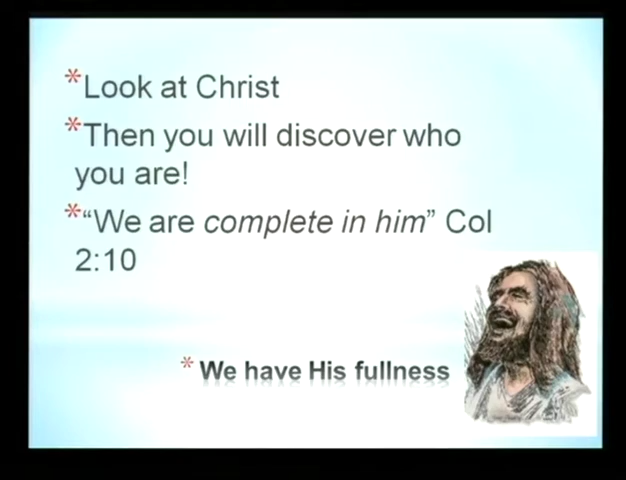 *Look at Christ
*Then you will discover who
you are!
*“We are complete in him” Col
2:10
* We have His fullness